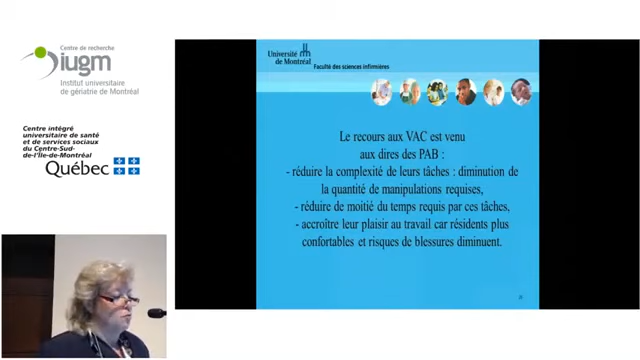 Centre de recherche
iugm
Institut universitaire
de gériatrie de Montréal
Centre intégré
universitaire de santé
et de services sociaux
du Centre-Sud-
de-l'Île-de-Montréal
Québec
Université
de Montréal
Faculté des sciences infirmières
Le recours aux VAC est venu
aux dires des PAB :
- réduire la complexité de leurs tâches : diminution de
la quantité de manipulations requises,
- réduire de moitié du temps requis par ces tâches,
- accroître leur plaisir au travail car résidents plus
confortables et risques de blessures diminuent.